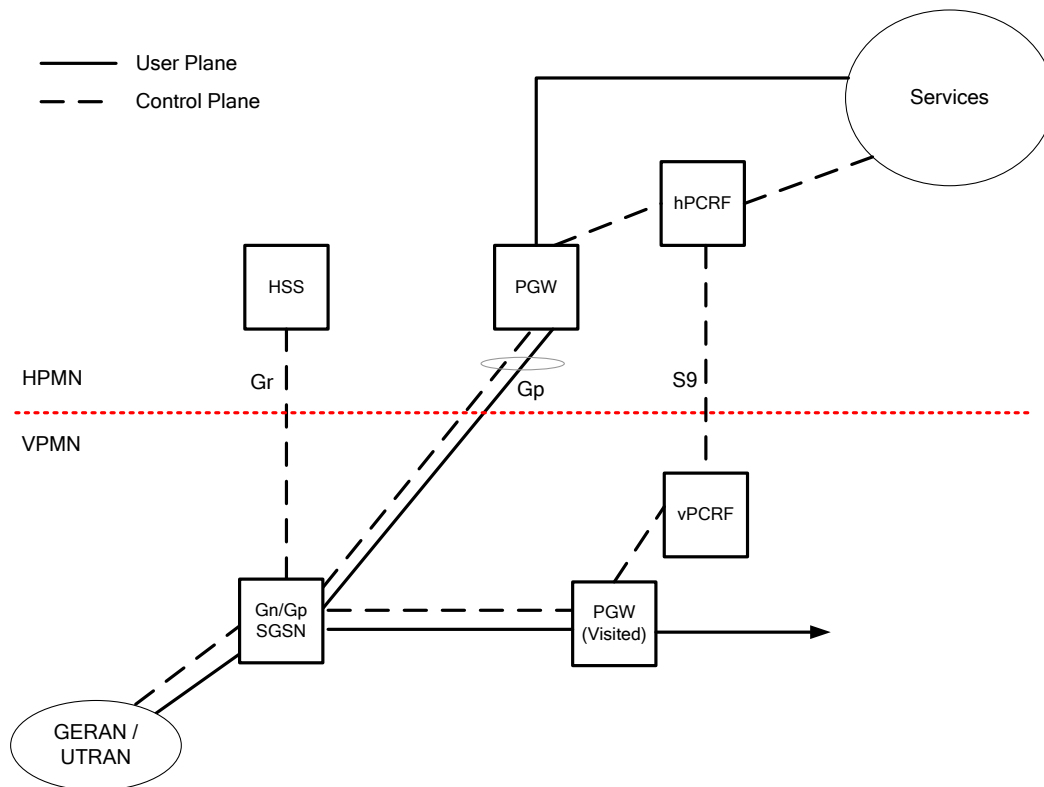 User Plane
Control Plane
Services
hPCRF
HSS
PGW
HPMN
Gr
Gp
S9
VPMN
vPCRF
Gn/Gp
SGSN
PGW
(Visited)
GERAN /
UTRAN